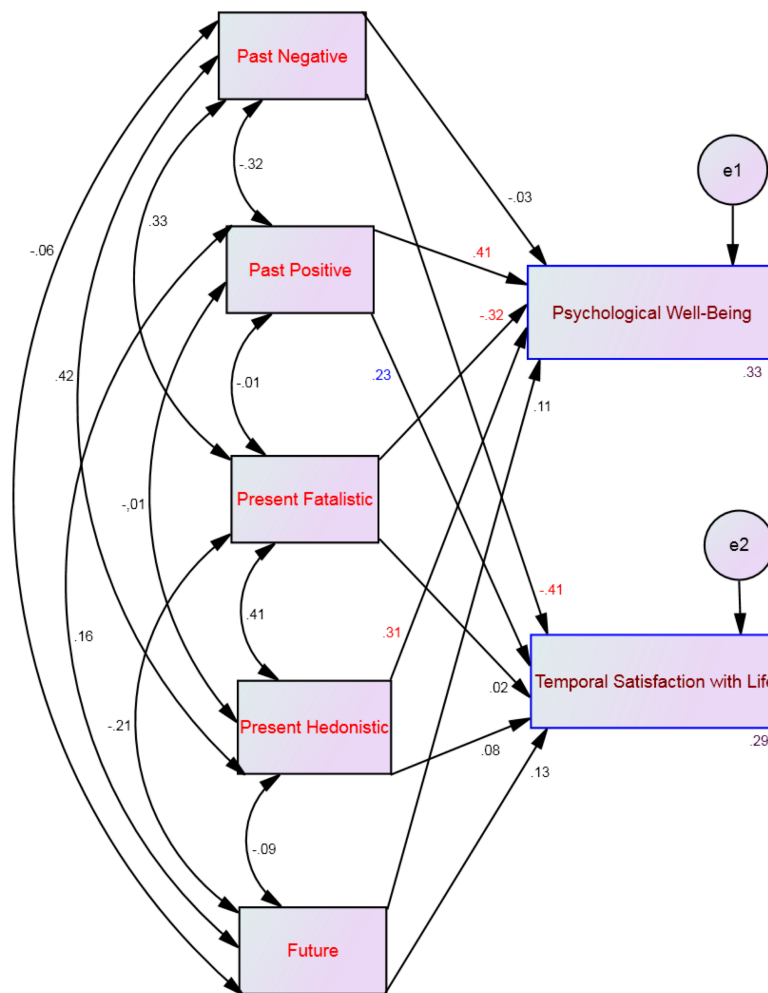 Past Negative
e1
-.03
-.32
.33
-.06
.41
Past Positive
Psychological Well-Being
-.32
.33
.42
-.01
.23
.11
Present Fatalistic
-,01
e2
-.41
.41
.16
.31
Temporal Satisfaction with Life
.02
-.21
Present Hedonistic
.08
.29
.13
-.09
Future